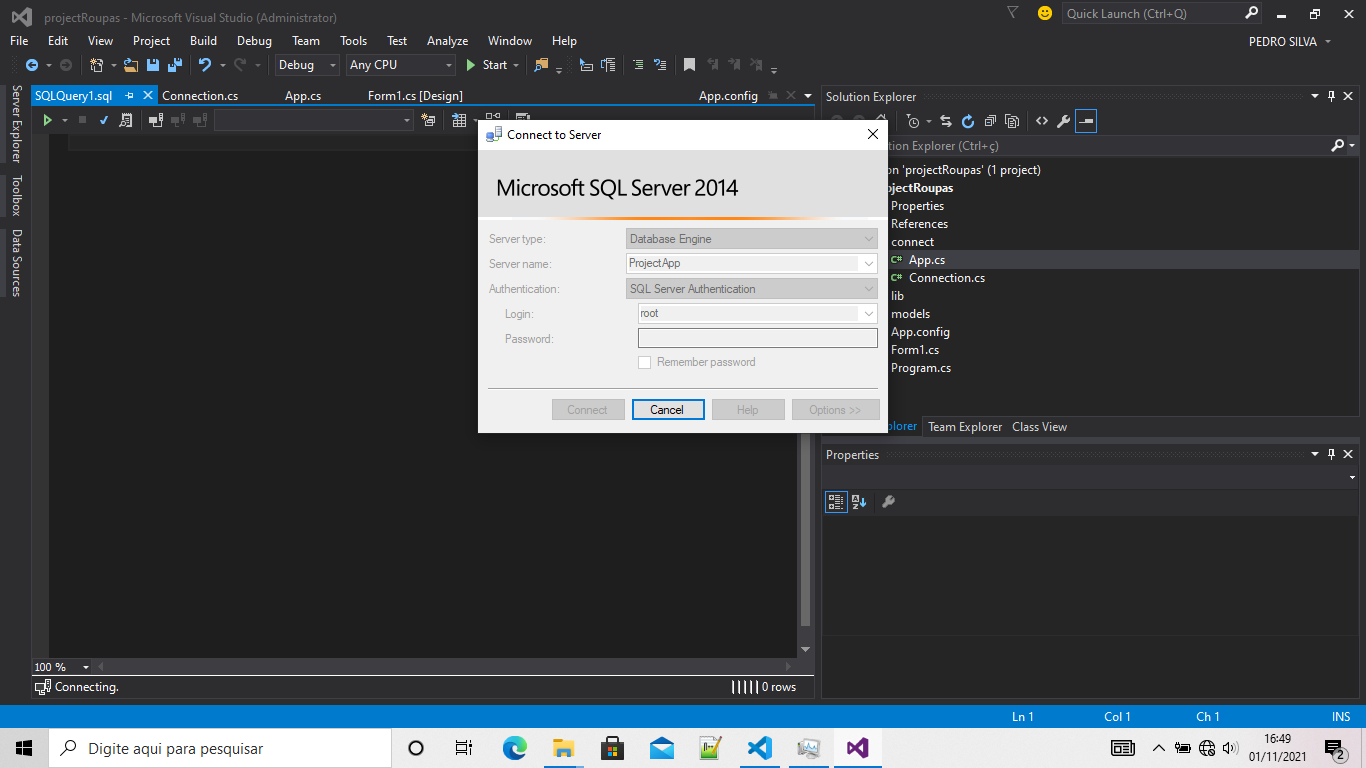 projectRoupas - Microsoft Visual Studio (Administrator)
Quick Launch (Ctrl+Q)
File Edit View Project Build Debug Team Tools Test Analyze Window Help
PEDRO SILVA
Debug Any CPU Start
SQLQuery1.sql Connection.cs App.cs Form1.cs [Design] App.config
Server Explorer
Toolbox
Data Sources
Connect to Server
Microsoft SQL Server 2014
Server type: Database Engine
Server name: ProjectApp
Authentication: SQL Server Authentication
Login: root
Password:
Remember password
Connect Cancel Help Options >>
Solution Explorer
tion Explorer (Ctrl+ç)
on 'projectRoupas' (1 project)
ojectRoupas
Properties
References
connect
C# App.cs
C# Connection.cs
lib
models
App.config
Form1.cs
Program.cs
plorer Team Explorer Class View
Properties
100 %
Connecting. 0 rows
Ln 1 Col 1 Ch 1 INS
Digite aqui para pesquisar
16:49
01/11/2021
2